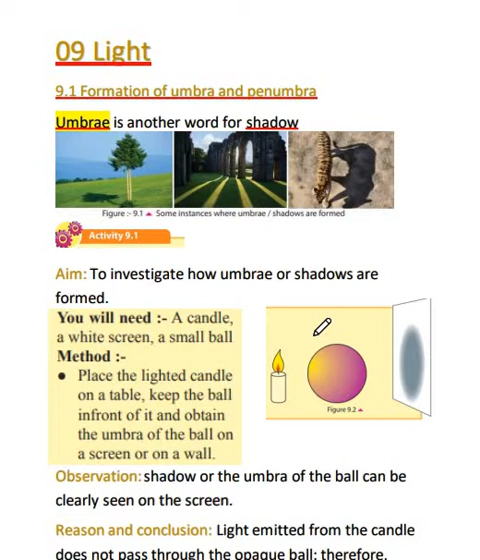 09 Light
9.1 Formation of umbra and penumbra
Umbrae is another word for shadow
Figure :- 9.1 ▲ Some instances where umbrae / shadows are formed
Activity 9.1
Aim: To investigate how umbrae or shadows are
formed.
You will need :- A candle,
a white screen, a small ball
Method :-
● Place the lighted candle
on a table, keep the ball
infront of it and obtain
the umbra of the ball on
a screen or on a wall.
Figure 9.2 ▲
Observation: shadow or the umbra of the ball can be
clearly seen on the screen.
Reason and conclusion: Light emitted from the candle
does not pass through the opaque ball; therefore,